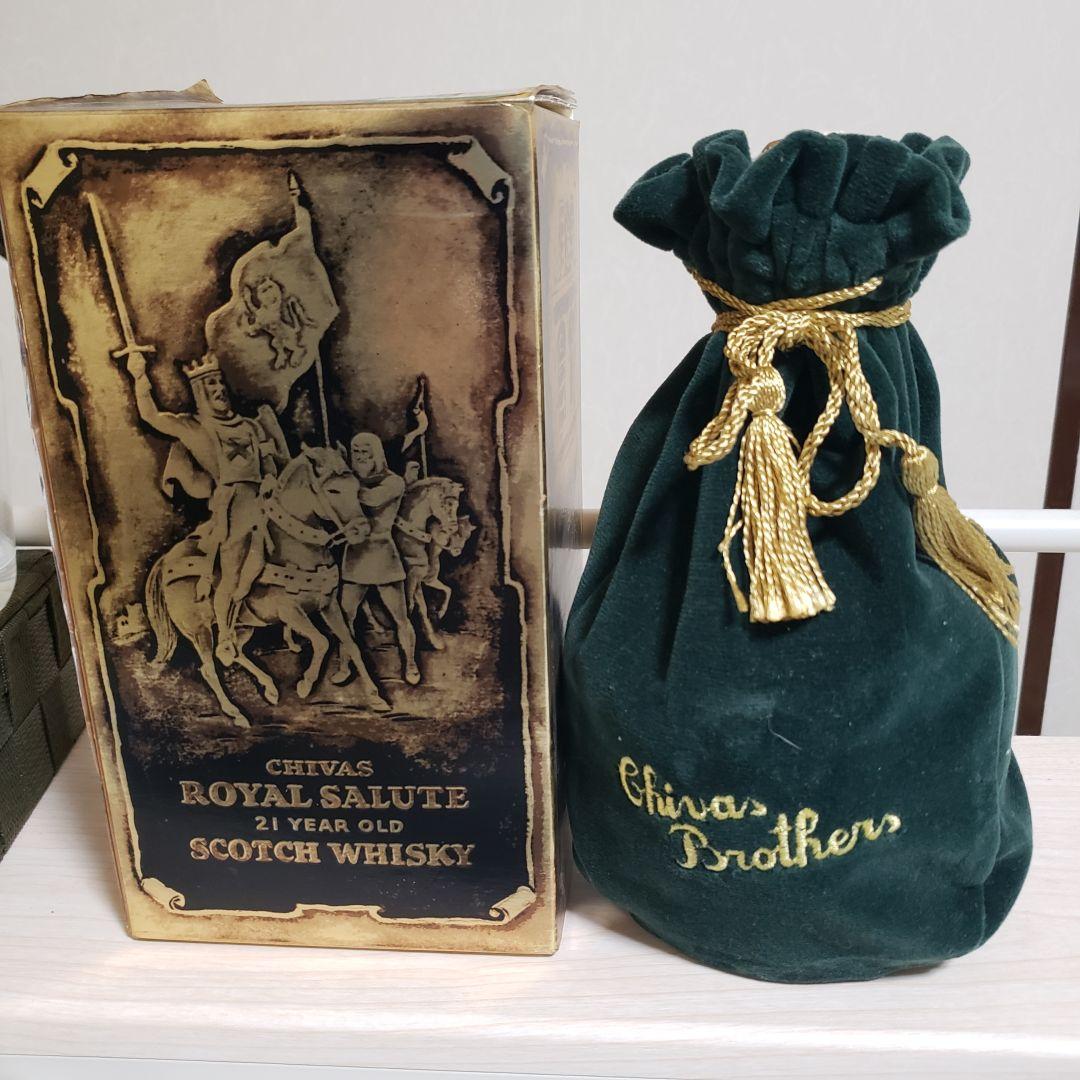 CHIVAS
ROYAL SALUTE
21 YEAR OLD
SCOTCH WHISKY
Chivas
Brothers